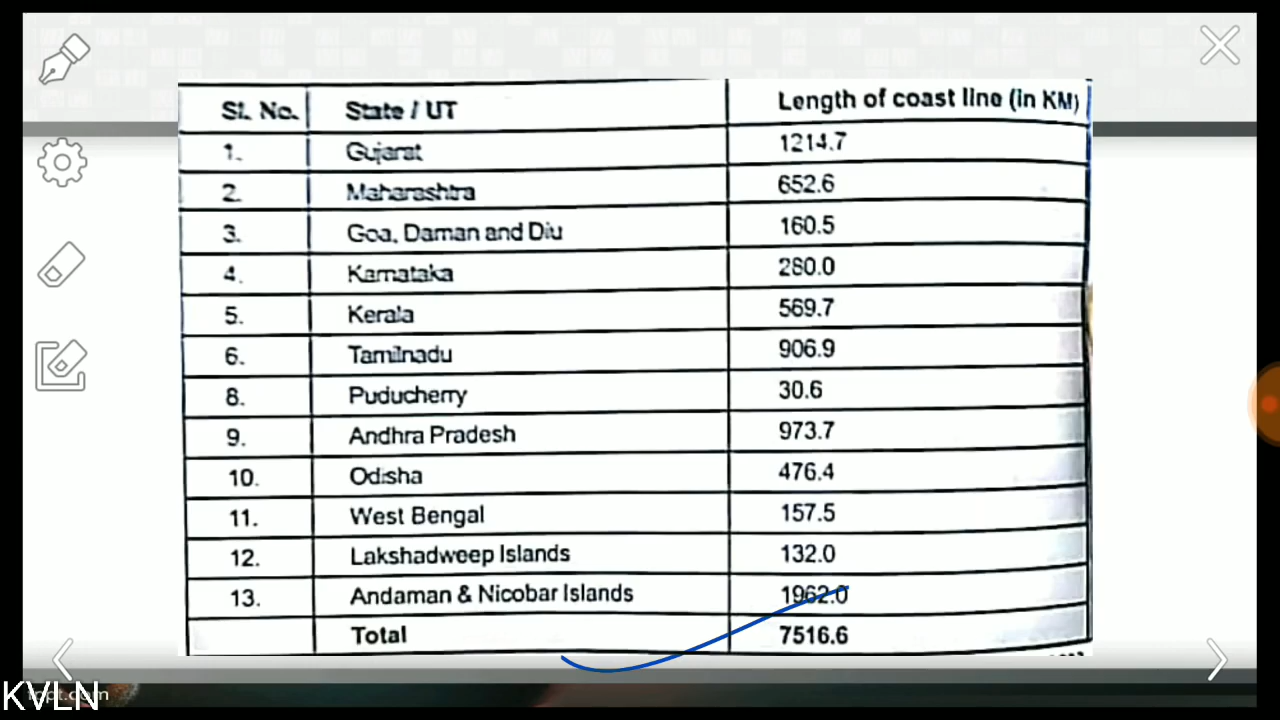 Sl. No. State / UT Length of coast line (in KM)
1. Gujarat 1214.7
2. Maharashtra 652.6
3. Goa, Daman and Diu 160.5
4. Karnataka 280.0
5. Kerala 569.7
6. Tamilnadu 906.9
8. Puducherry 30.6
9. Andhra Pradesh 973.7
10. Odisha 476.4
11. West Bengal 157.5
12. Lakshadweep Islands 132.0
13. Andaman & Nicobar Islands 1962.0
Total 7516.6
KVLN